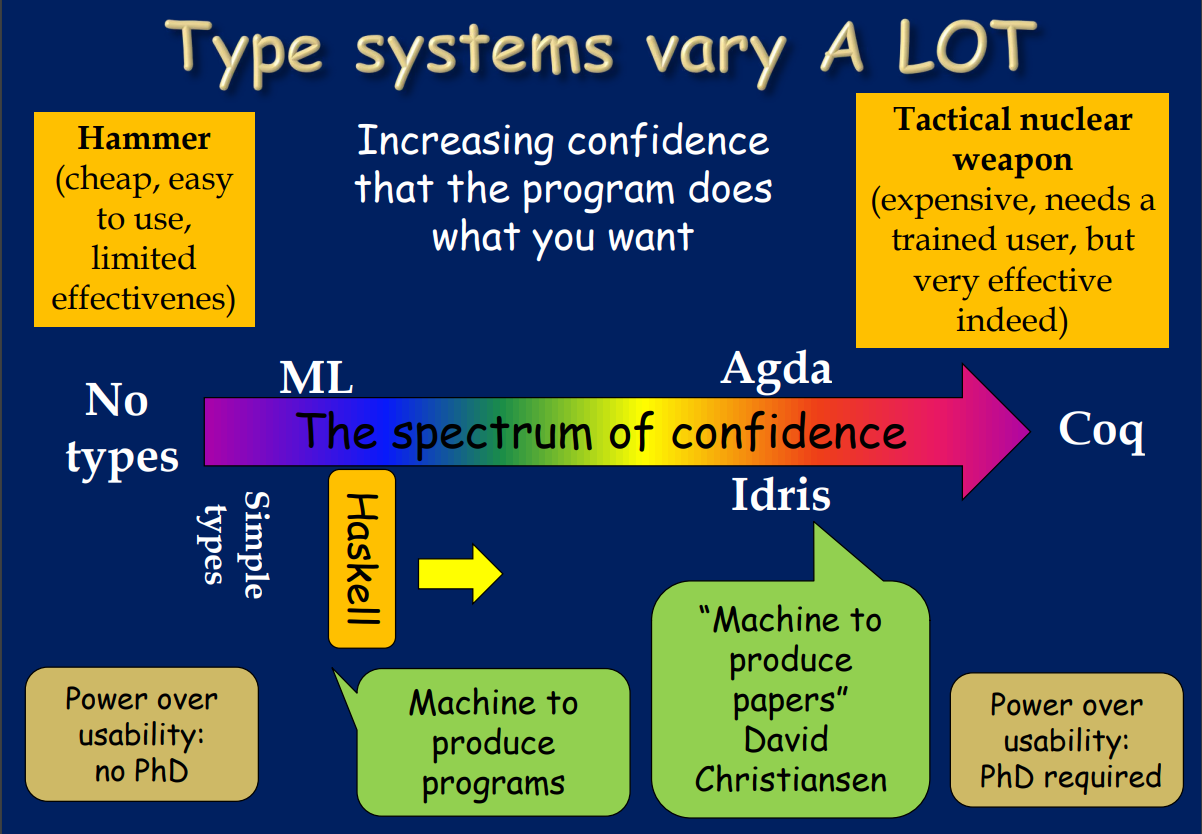 Type systems vary A LOT
Hammer
(cheap, easy
to use,
limited
effectivenes)
Increasing confidence
that the program does
what you want
Tactical nuclear
weapon
(expensive, needs a
trained user, but
very effective
indeed)
No
types
ML
Agda
The spectrum of confidence
Coq
Simple
types
Haskell
Idris
Power over
usability:
no PhD
Machine to
produce
programs
“Machine to
produce
papers”
David
Christiansen
Power over
usability:
PhD required